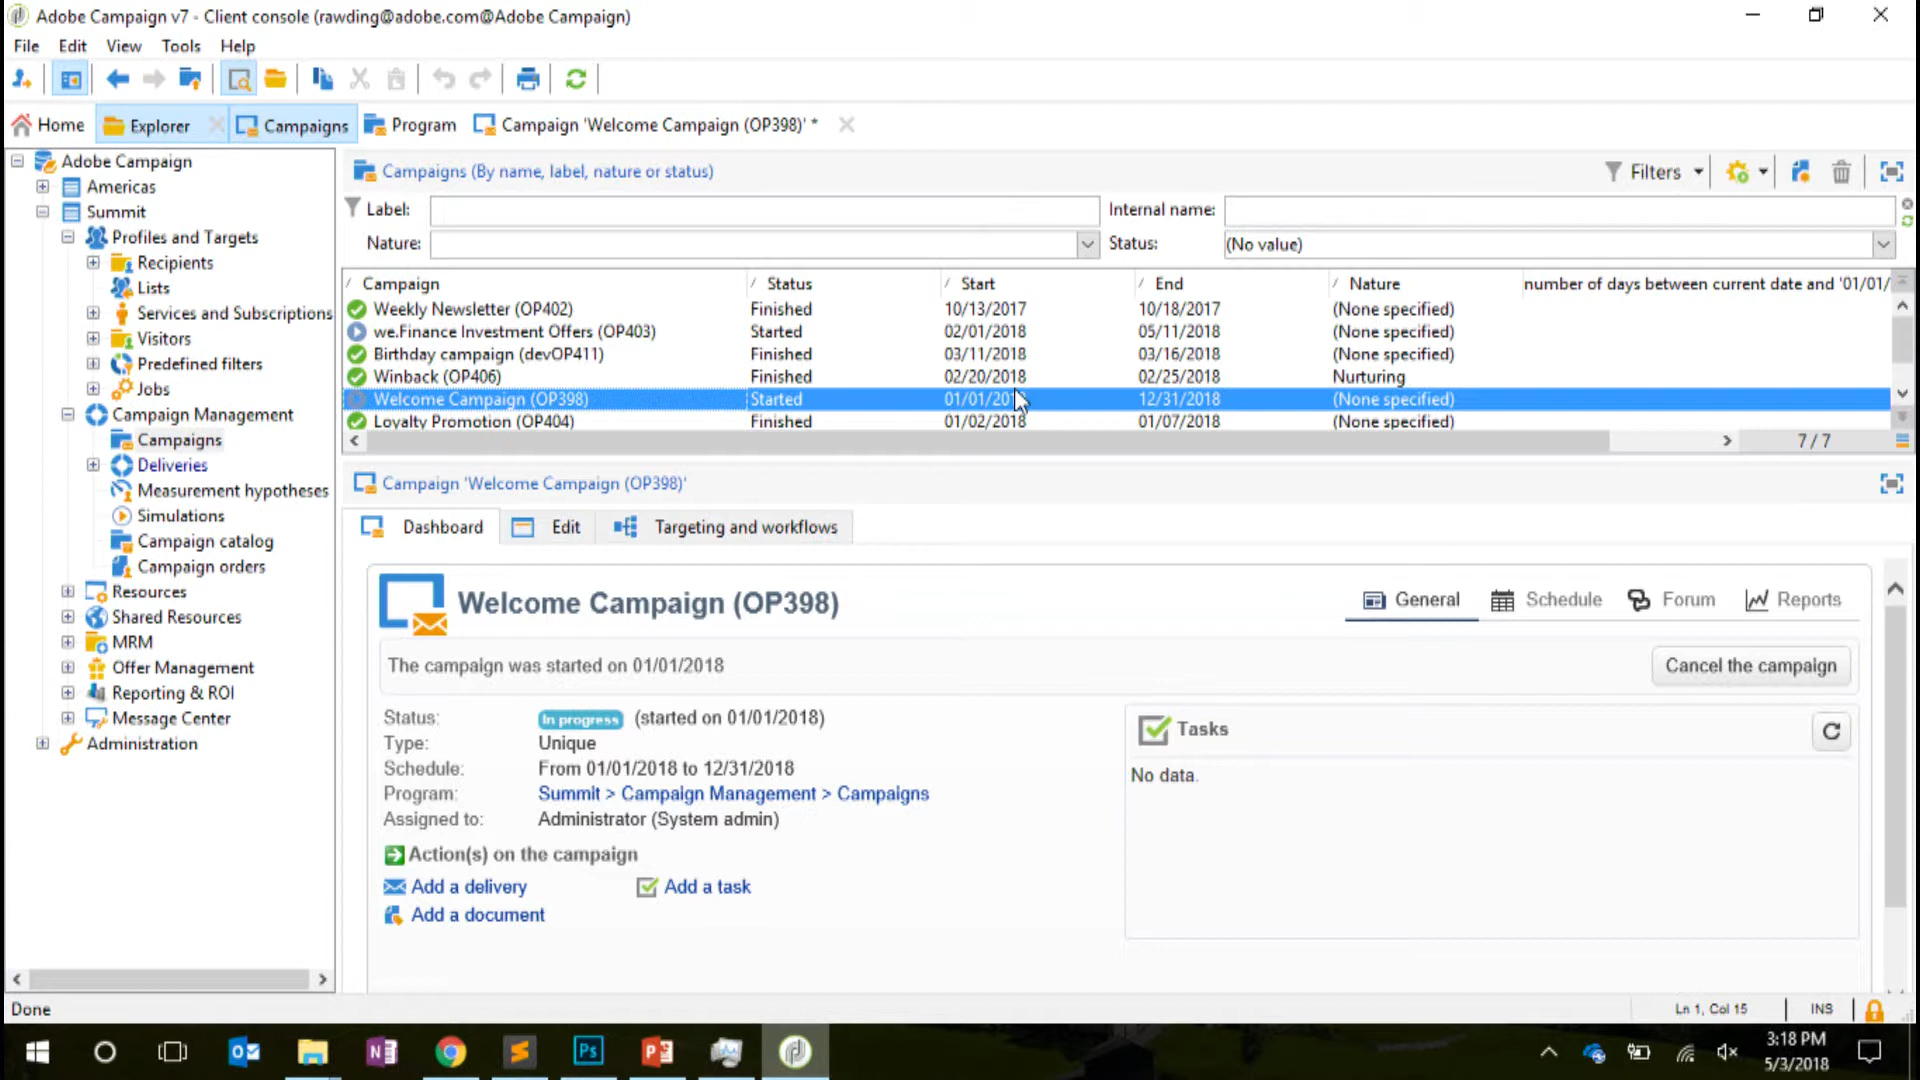 Adobe Campaign v7 - Client console (rawding@adobe.com@Adobe Campaign)
File Edit View Tools Help
Home Explorer Campaigns Program Campaign 'Welcome Campaign (OP398)' *
Adobe Campaign
Americas
Summit
Profiles and Targets
Recipients
Lists
Services and Subscriptions
Visitors
Predefined filters
Jobs
Campaign Management
Campaigns
Deliveries
Measurement hypotheses
Simulations
Campaign catalog
Campaign orders
Resources
Shared Resources
MRM
Offer Management
Reporting & ROI
Message Center
Administration
Campaigns (By name, label, nature or status) Filters
Label: Internal name:
Nature: Status: (No value)
Campaign Status Start End Nature number of days between current date and '01/01/
Weekly Newsletter (OP402) Finished 10/13/2017 10/18/2017 (None specified)
we.Finance Investment Offers (OP403) Started 02/01/2018 05/11/2018 (None specified)
Birthday campaign (devOP411) Finished 03/11/2018 03/16/2018 (None specified)
Winback (OP406) Finished 02/20/2018 02/25/2018 Nurturing
Welcome Campaign (OP398) Started 01/01/20 12/31/2018 (None specified)
Loyalty Promotion (OP404) Finished 01/02/2018 01/07/2018 (None specified)
7 / 7
Campaign 'Welcome Campaign (OP398)'
Dashboard Edit Targeting and workflows
Welcome Campaign (OP398) General Schedule Forum Reports
The campaign was started on 01/01/2018 Cancel the campaign
Status: In progress (started on 01/01/2018)
Type: Unique
Schedule: From 01/01/2018 to 12/31/2018
Program: Summit > Campaign Management > Campaigns
Assigned to: Administrator (System admin)
Action(s) on the campaign
Add a delivery Add a task
Add a document
Tasks
No data.
Done Ln 1, Col 15 INS
3:18 PM
5/3/2018